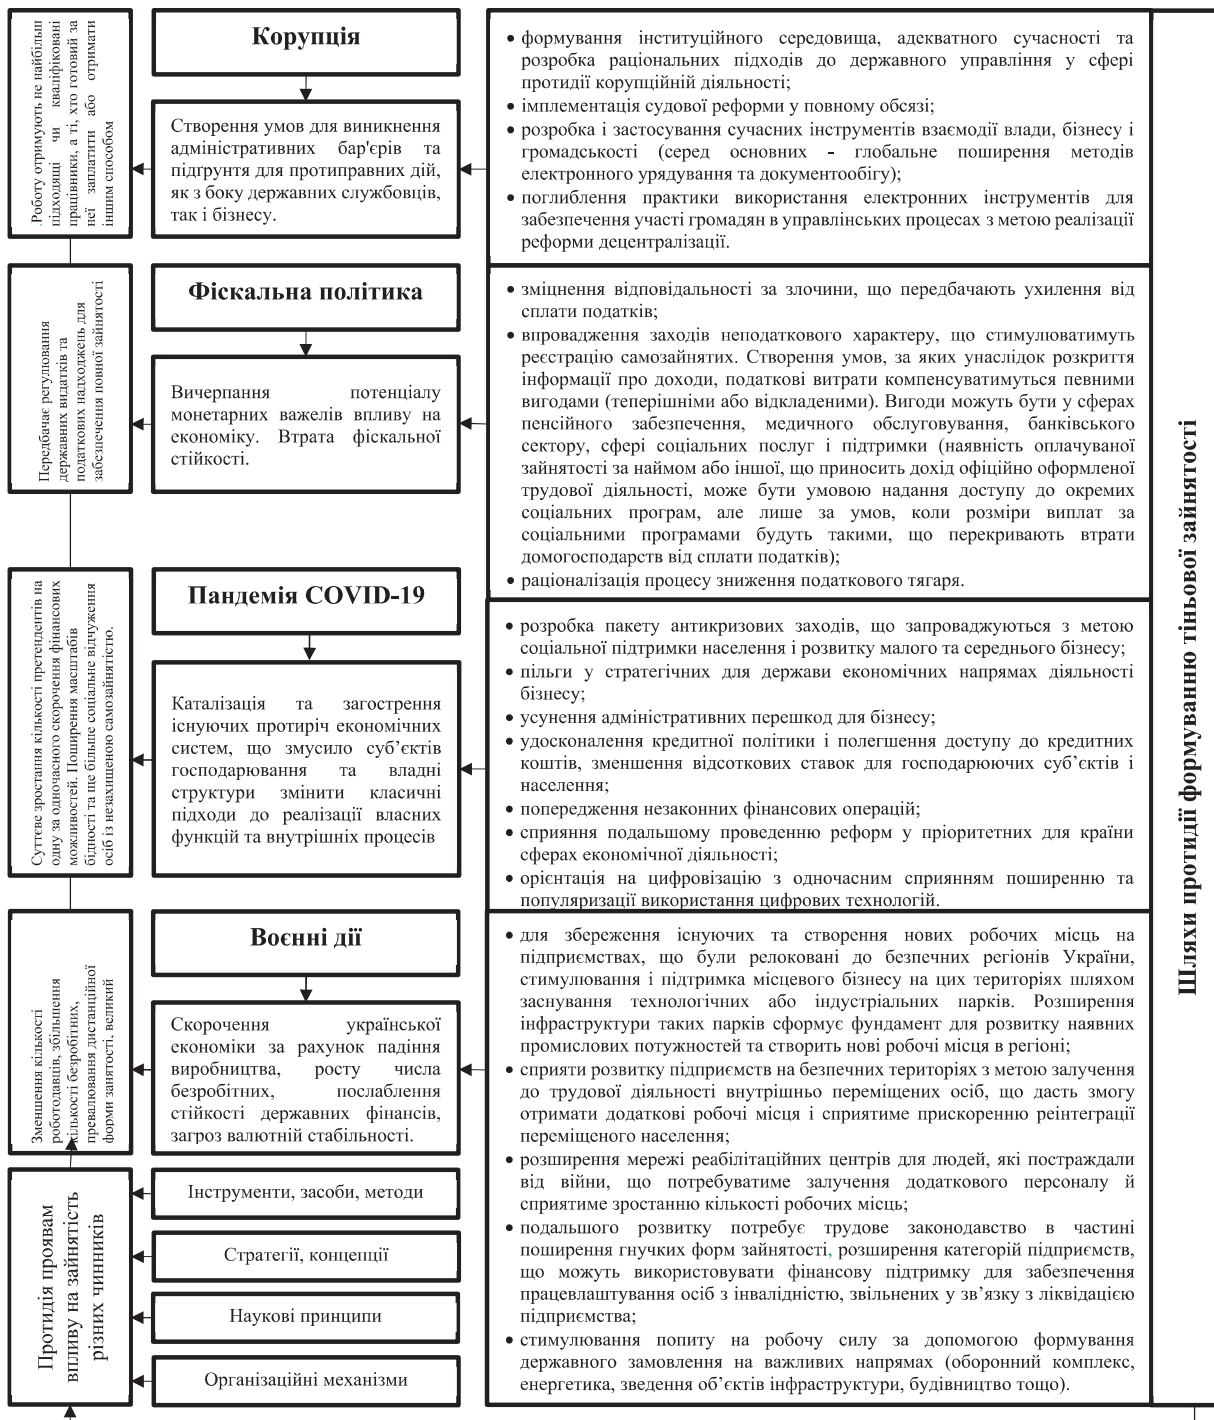 .Роботу отримують не найбільш
підходящі чи кваліфіковані
працівники, а ті, хто готовий за
неї заплатити або отримати
іншим способом
Корупція
Створення умов для виникнення
адміністративних бар'єрів та
підґрунтя для протиправних дій,
як з боку державних службовців,
так і бізнесу.
• формування інституційного середовища, адекватного сучасності та
розробка раціональних підходів до державного управління у сфері
протидії корупційній діяльності;
• імплементація судової реформи у повному обсязі;
• розробка і застосування сучасних інструментів взаємодії влади, бізнесу і
громадськості (серед основних - глобальне поширення методів
електронного урядування та документообігу);
• поглиблення практики використання електронних інструментів для
забезпечення участі громадян в управлінських процесах з метою реалізації
реформи децентралізації.
Передбачає регулювання
державних видатків та
податкових надходжень для
забезпечення повної зайнятості
Фіскальна політика
Вичерпання потенціалу
монетарних важелів впливу на
економіку. Втрата фіскальної
стійкості.
• зміцнення відповідальності за злочини, що передбачають ухилення від
сплати податків;
• впровадження заходів неподаткового характеру, що стимулюватимуть
реєстрацію самозайнятих. Створення умов, за яких унаслідок розкриття
інформації про доходи, податкові витрати компенсуватимуться певними
вигодами (теперішніми або відкладеними). Вигоди можуть бути у сферах
пенсійного забезпечення, медичного обслуговування, банківського
сектору, сфері соціальних послуг і підтримки (наявність оплачуваної
зайнятості за наймом або іншої, що приносить дохід офіційно оформленої
трудової діяльності, може бути умовою надання доступу до окремих
соціальних програм, але лише за умов, коли розміри виплат за
соціальними програмами будуть такими, що перекривають втрати
домогосподарств від сплати податків);
• раціоналізація процесу зниження податкового тягаря.
Суттєвє зростання кількості претендентів на
одну за одночасного скорочення фінансових
можливостей. Поширення масштабів
бідності та ще більше соціальне відчуження
осіб із незахищеною самозайнятістю.
Пандемія COVID-19
Каталізація та загострення
існуючих протиріч економічних
систем, що змусило суб’єктів
господарювання та владні
структури змінити класичні
підходи до реалізації власних
функцій та внутрішніх процесів
• розробка пакету антикризових заходів, що запроваджуються з метою
соціальної підтримки населення і розвитку малого та середнього бізнесу;
• пільги у стратегічних для держави економічних напрямах діяльності
бізнесу;
• усунення адміністративних перешкод для бізнесу;
• удосконалення кредитної політики і полегшення доступу до кредитних
коштів, зменшення відсоткових ставок для господарюючих суб’єктів і
населення;
• попередження незаконних фінансових операцій;
• сприяння подальшому проведенню реформ у пріоритетних для країни
сферах економічної діяльності;
• орієнтація на цифровізацію з одночасним сприянням поширенню та
популяризації використання цифрових технологій.
Зменшення кількості
роботодавців, збільшення
кількості безробітних,
превалювання дистанційної
форми занятості, великий
Воєнні дії
Скорочення української
економіки за рахунок падіння
виробництва, росту числа
безробітних, послаблення
стійкості державних фінансів,
загроз валютній стабільності.
• для збереження існуючих та створення нових робочих місць на
підприємствах, що були релоковані до безпечних регіонів України,
стимулювання і підтримка місцевого бізнесу на цих територіях шляхом
заснування технологічних або індустріальних парків. Розширення
інфраструктури таких парків сформує фундамент для розвитку наявних
промислових потужностей та створить нові робочі місця в регіоні;
• сприяти розвитку підприємств на безпечних територіях з метою залучення
до трудової діяльності внутрішньо переміщених осіб, що дасть змогу
отримати додаткові робочі місця і сприятиме прискоренню реінтеграції
переміщеного населення;
• розширення мережі реабілітаційних центрів для людей, які постраждали
від війни, що потребуватиме залучення додаткового персоналу й
сприятиме зростанню кількості робочих місць;
• подальшого розвитку потребує трудове законодавство в частині
поширення гнучких форм зайнятості, розширення категорій підприємств,
що можуть використовувати фінансову підтримку для забезпечення
працевлаштування осіб з інвалідністю, звільнених у зв’язку з ліквідацією
підприємства;
• стимулювання попиту на робочу силу за допомогою формування
державного замовлення на важливих напрямах (оборонний комплекс,
енергетика, зведення об’єктів інфраструктури, будівництво тощо).
Протидія проявам
впливу на зайнятість
різних чинників
Інструменти, засоби, методи
Стратегії, концепції
Наукові принципи
Організаційні механізми
Шляхи протидії формуванню тіньової зайнятості